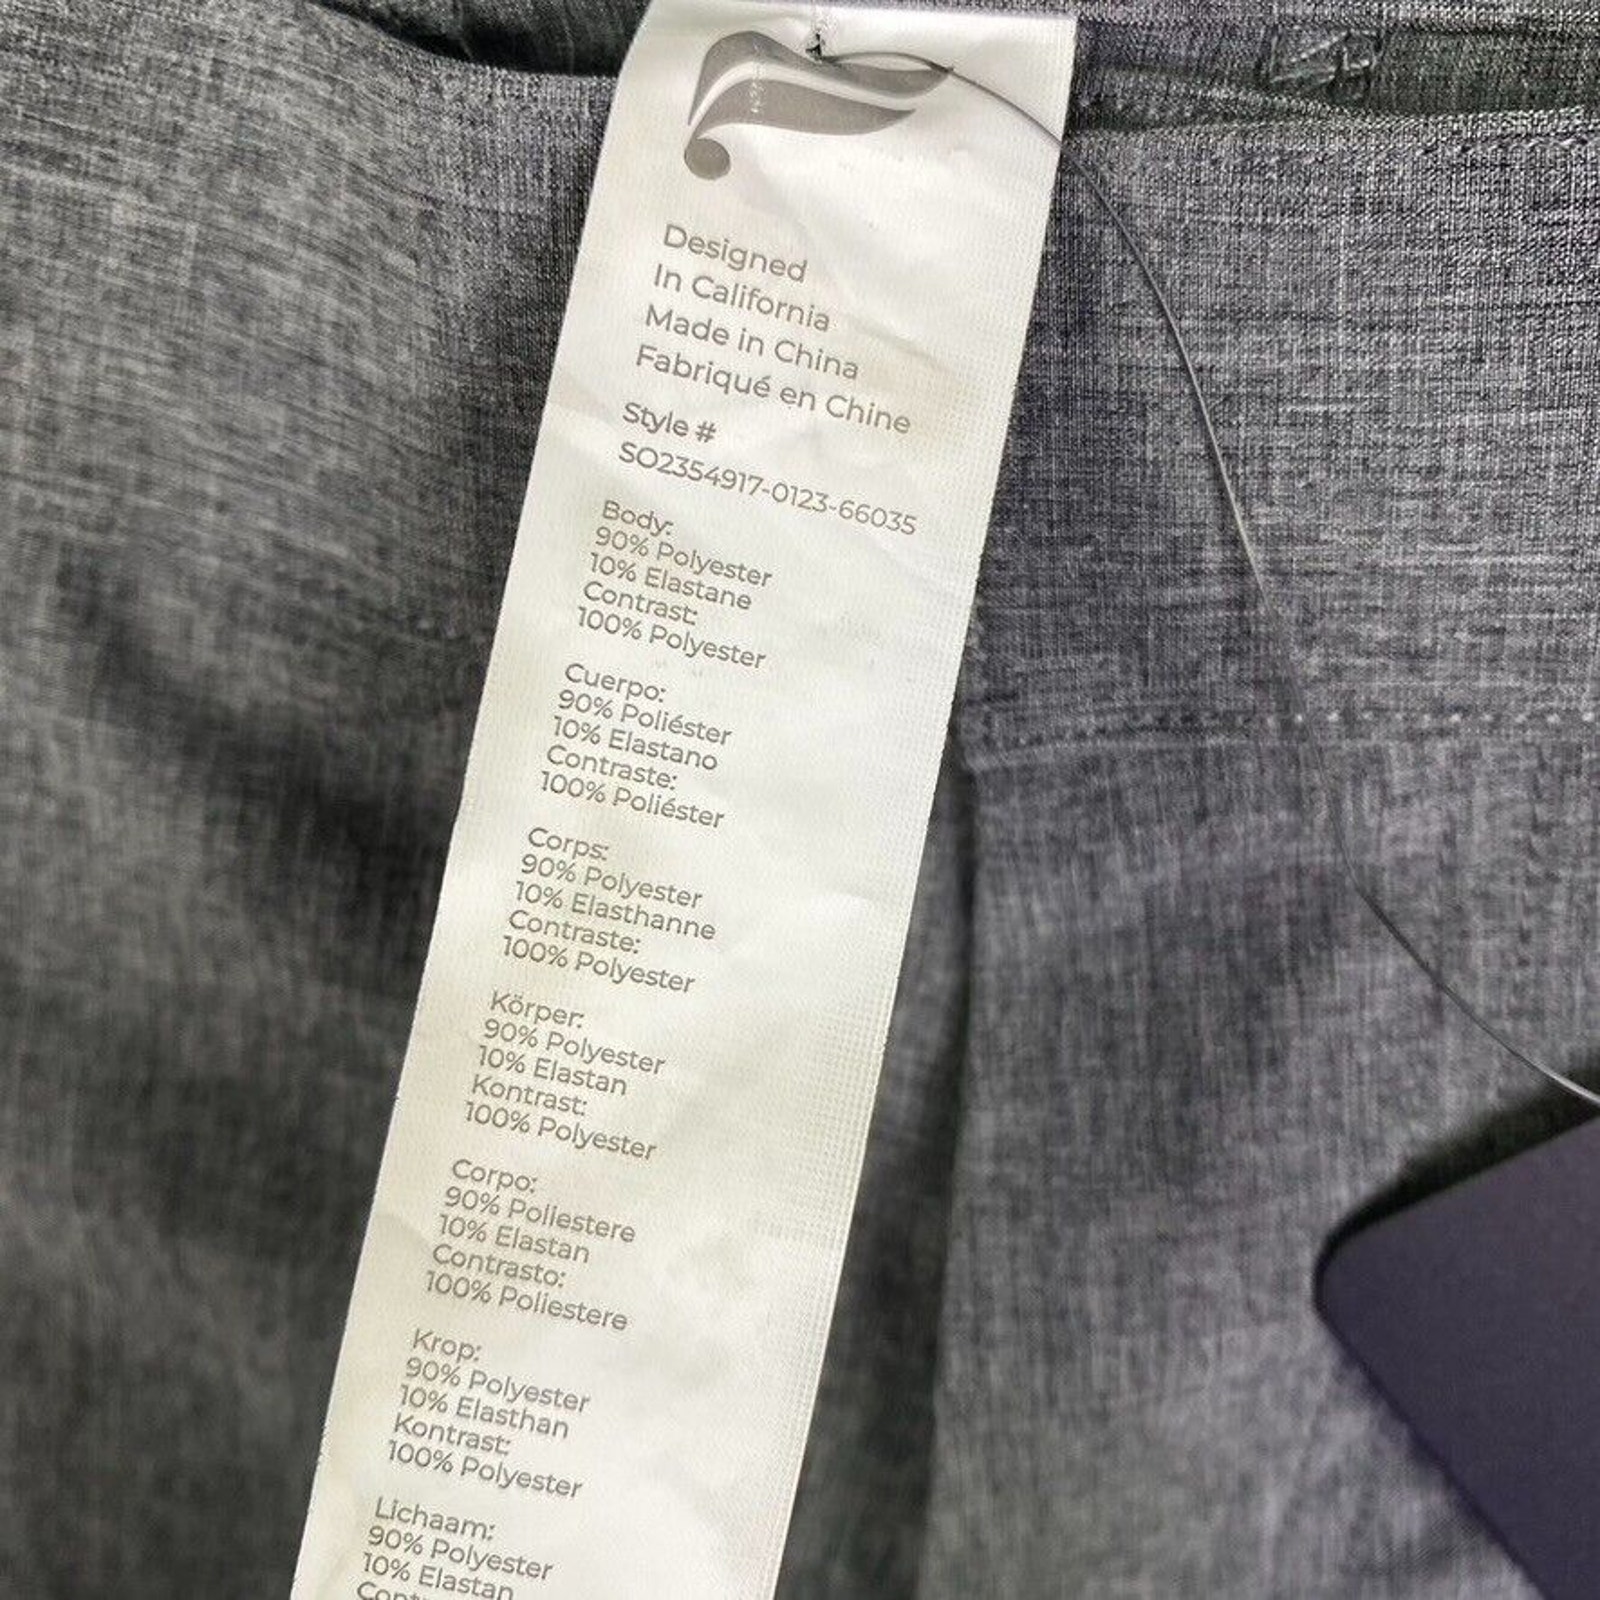 Designed
In California
Made in China
Fabriqué en Chine
Style #
SO2354917-0123-66035
Body:
90% Polyester
10% Elastane
Contrast:
100% Polyester
Cuerpo:
90% Poliéster
10% Elastano
Contraste:
100% Poliéster
Corps:
90% Polyester
10% Elasthanne
Contraste:
100% Polyester
Körper:
90% Polyester
10% Elastan
Kontrast:
100% Polyester
Corpo:
90% Poliestere
10% Elastan
Contrasto:
100% Poliestere
Krop:
90% Polyester
10% Elasthan
Kontrast:
100% Polyester
Lichaam:
90% Polyester
10% Elastan